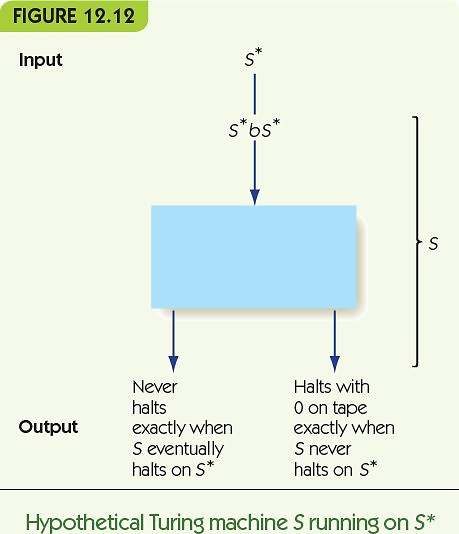 FIGURE 12.12
Input
S*
S*bS*
S
Never
halts
exactly when
S eventually
halts on S*
Halts with
0 on tape
exactly when
S never
halts on S*
Output
Hypothetical Turing machine S running on S*